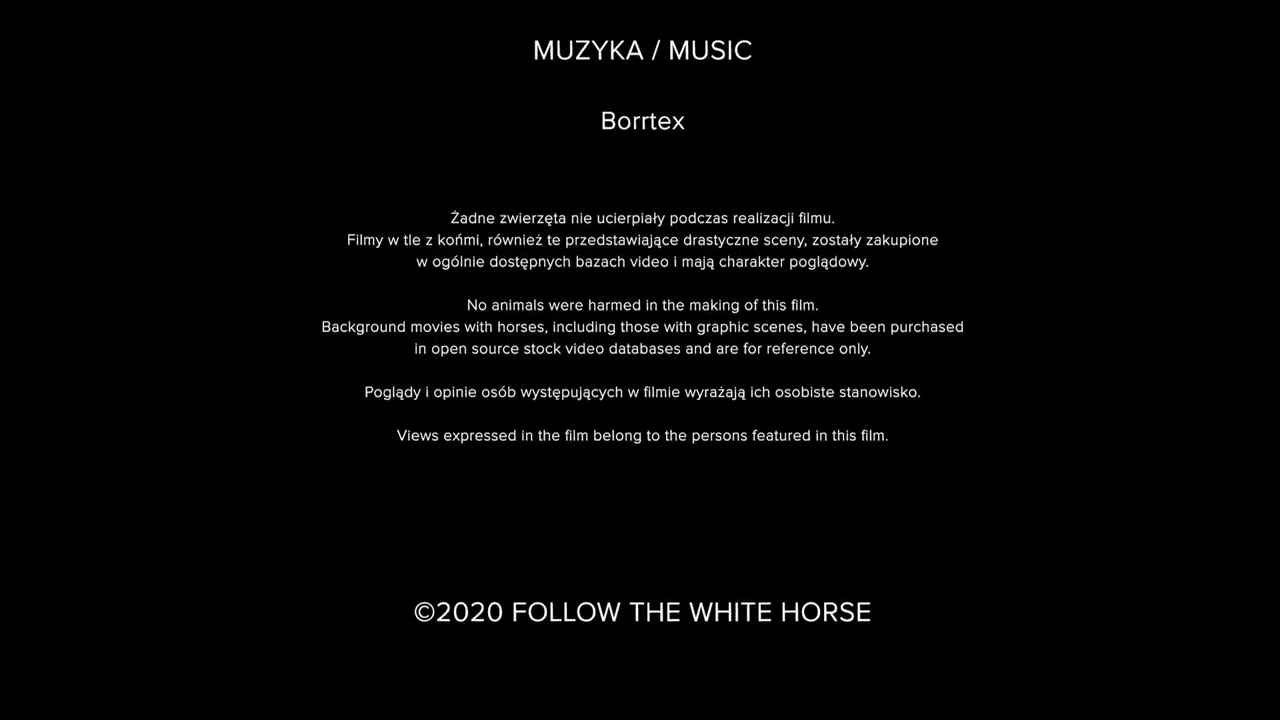 MUZYKA / MUSIC
Borrtex
Żadne zwierzęta nie ucierpiały podczas realizacji filmu.
Filmy w tle z końmi, również te przedstawiające drastyczne sceny, zostały zakupione
w ogólnie dostępnych bazach video i mają charakter poglądowy.
No animals were harmed in the making of this film.
Background movies with horses, including those with graphic scenes, have been purchased
in open source stock video databases and are for reference only.
Poglądy i opinie osób występujących w filmie wyrażają ich osobiste stanowisko.
Views expressed in the film belong to the persons featured in this film.
©2020 FOLLOW THE WHITE HORSE